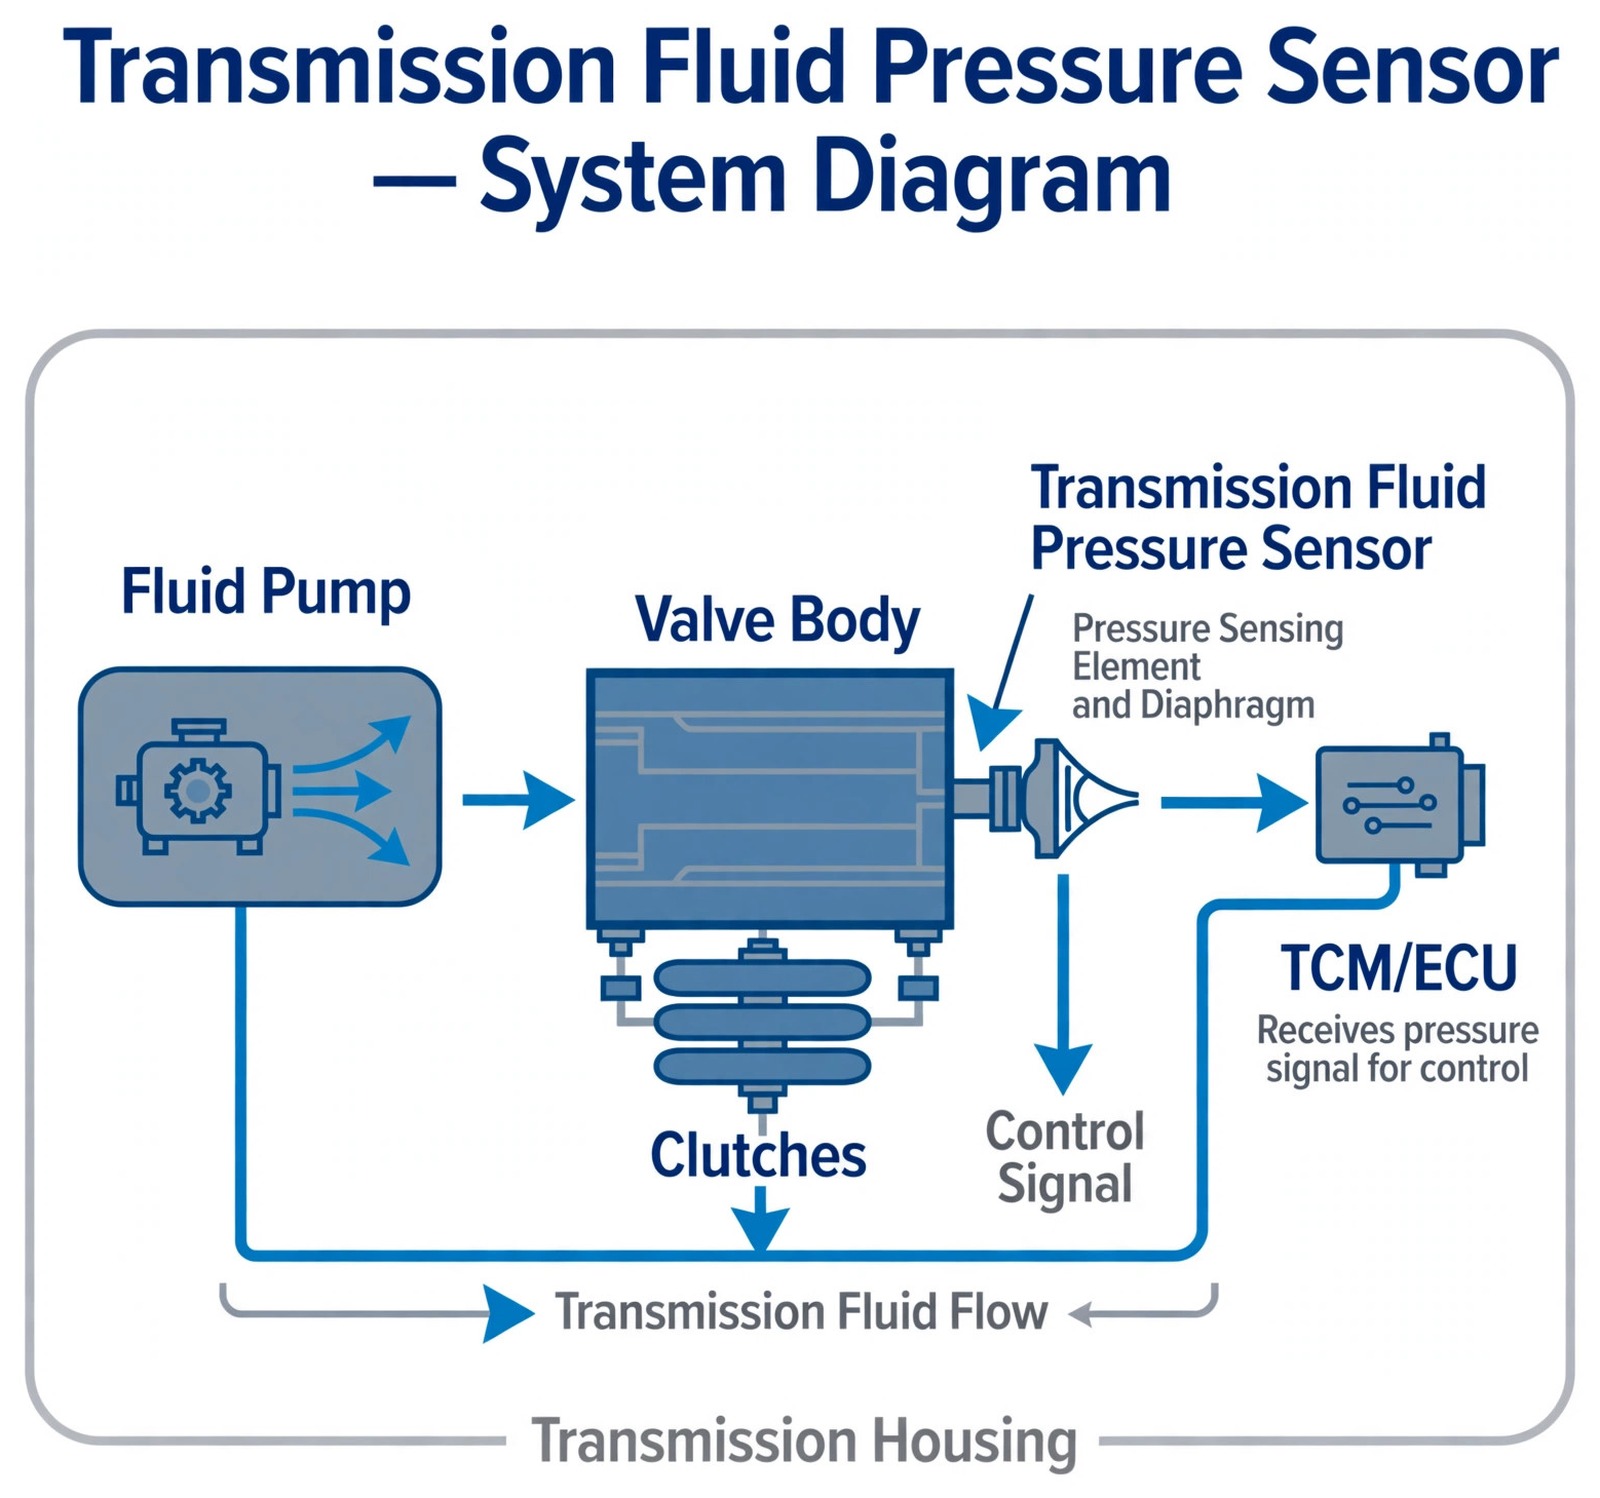 Transmission Fluid Pressure Sensor
— System Diagram
Transmission Fluid
Pressure Sensor
Fluid Pump
Valve Body
Pressure Sensing
Element
and Diaphragm
TCM/ECU
Receives pressure
signal for control
Clutches
Control
Signal
Transmission Fluid Flow
Transmission Housing